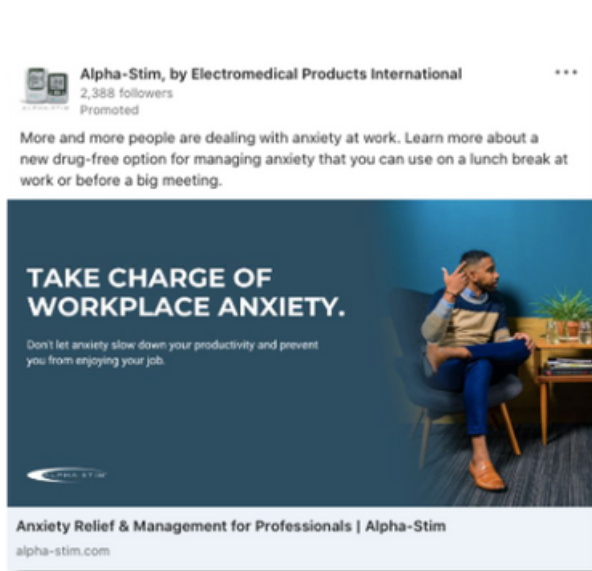 Alpha-Stim, by Electromedical Products International
2,388 followers
Promoted
More and more people are dealing with anxiety at work. Learn more about a
new drug-free option for managing anxiety that you can use on a lunch break at
work or before a big meeting.
TAKE CHARGE OF
WORKPLACE ANXIETY.
Don't let anxiety slow down your productivity and prevent
you from enjoying your job.
ALPHA-STIM
Anxiety Relief & Management for Professionals | Alpha-Stim
alpha-stim.com